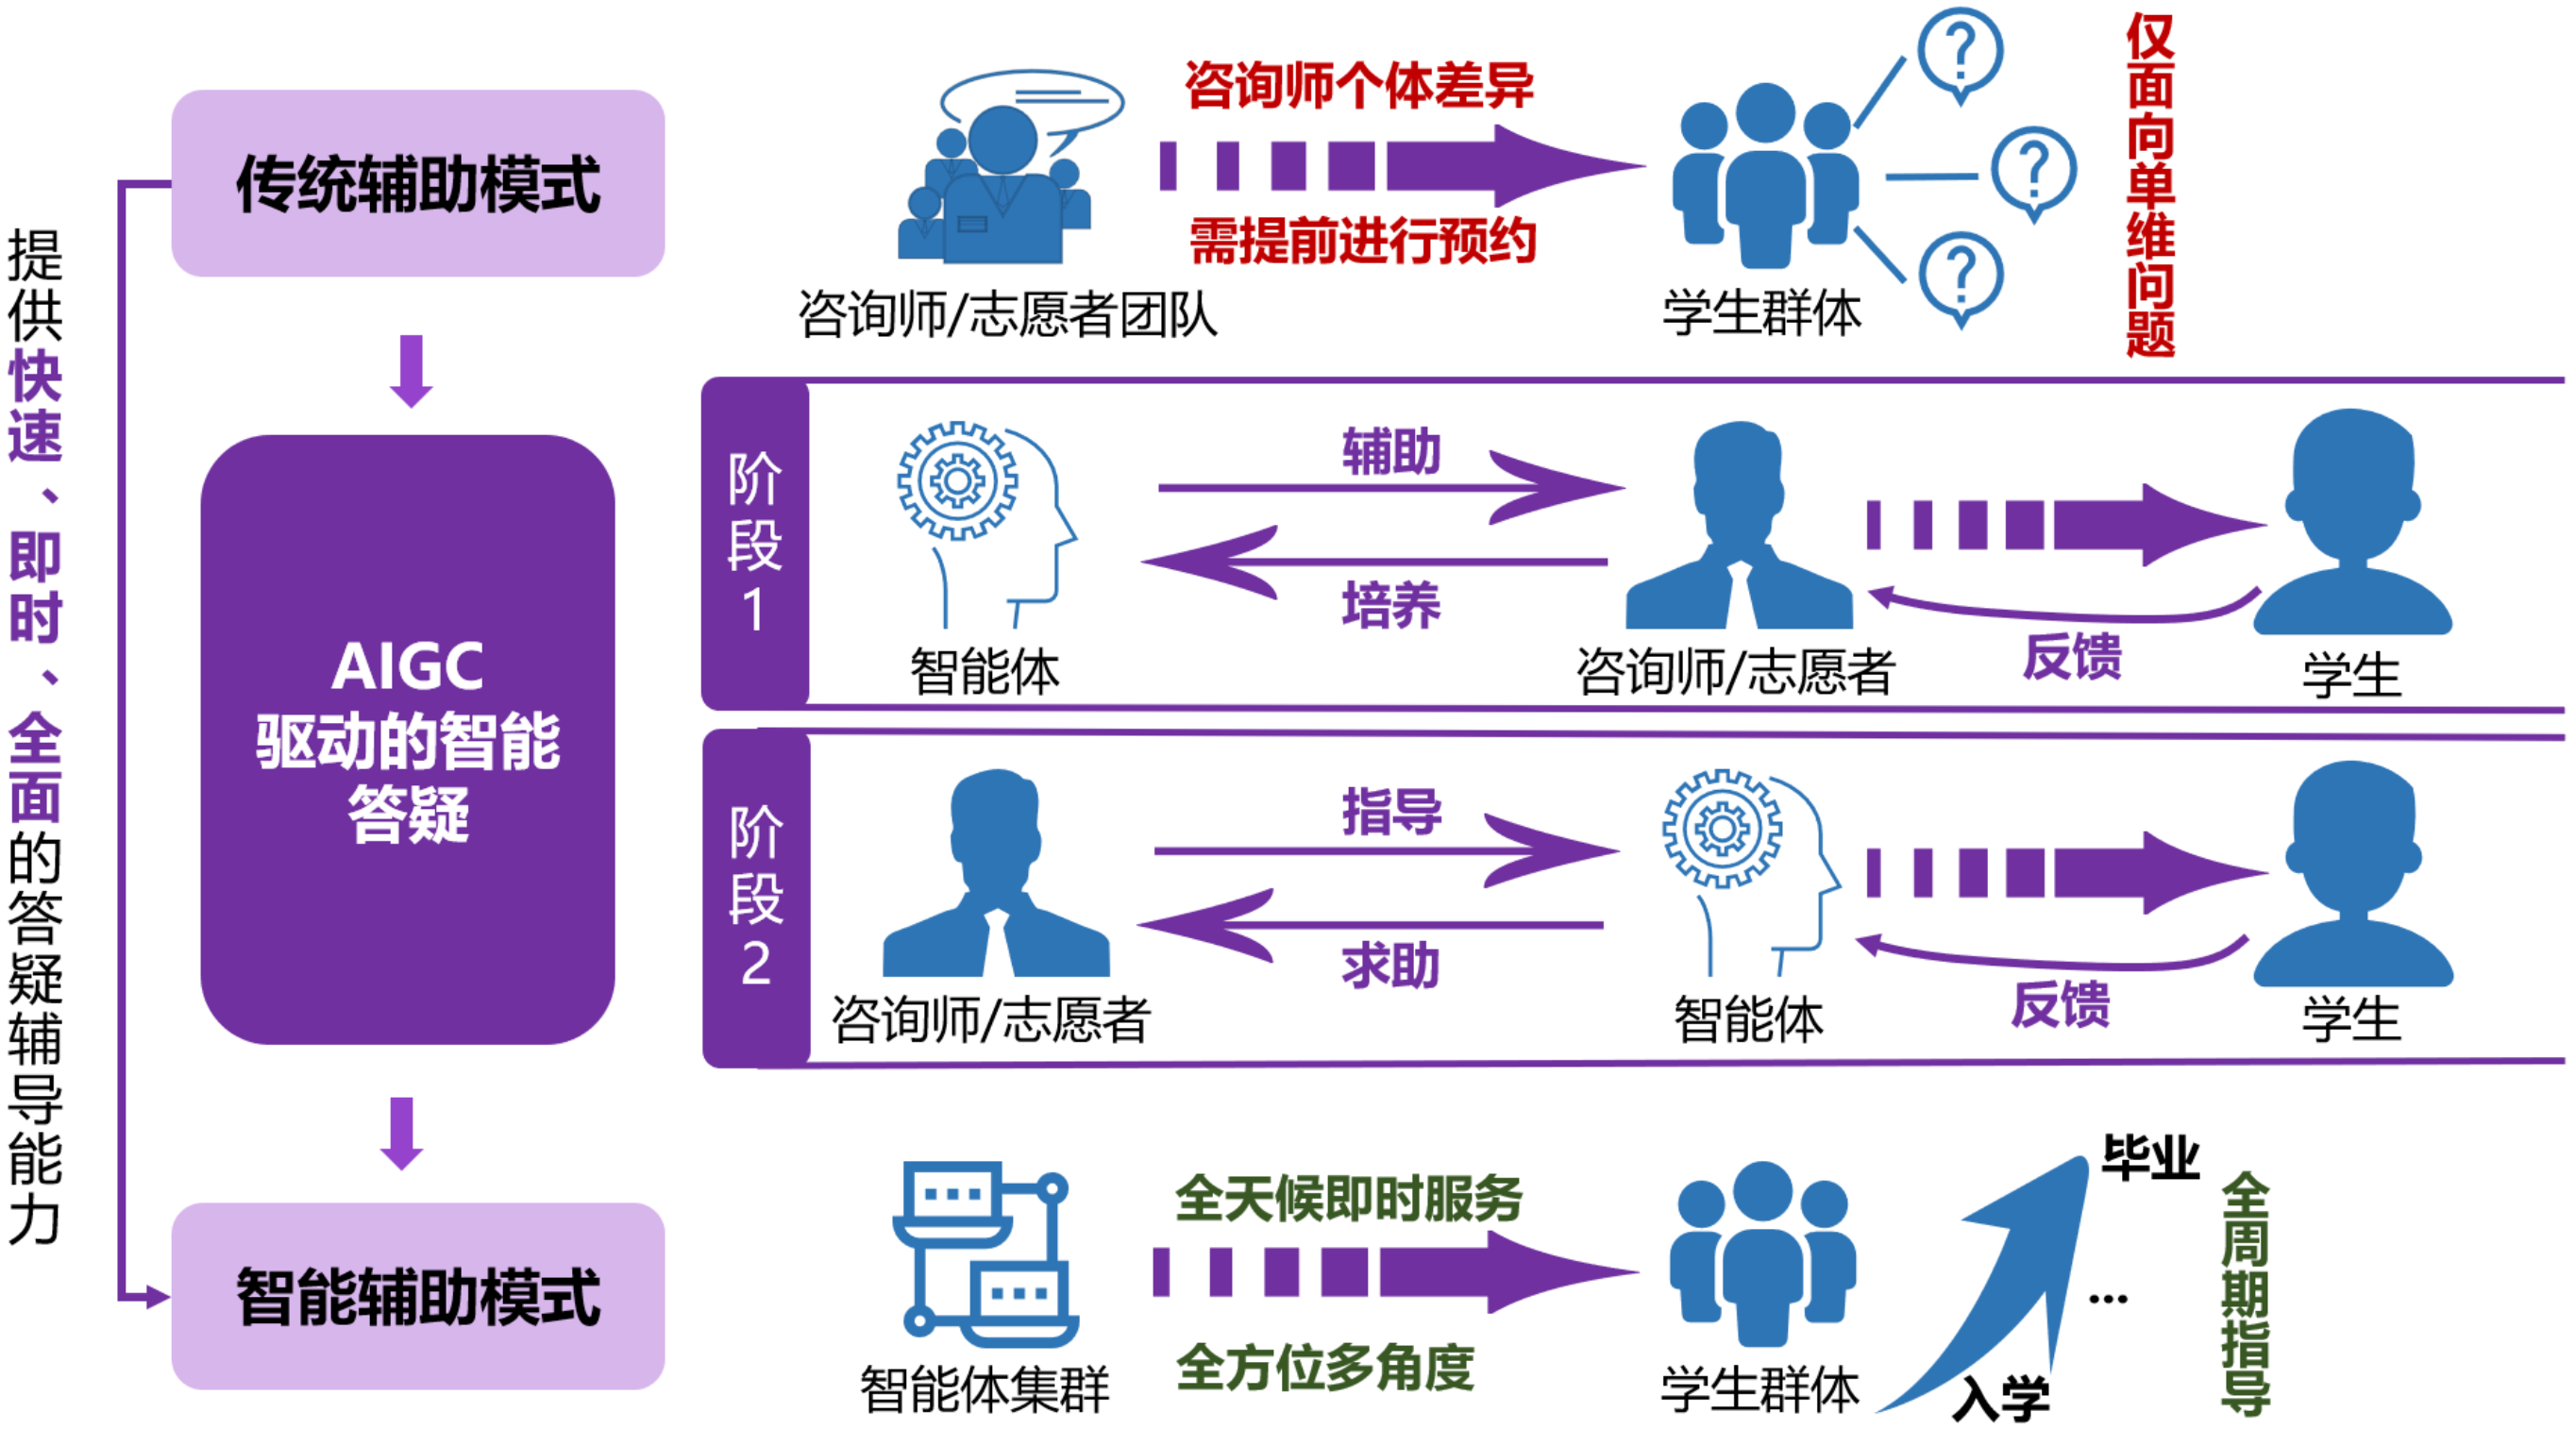 提供快速、即时、全面的答疑辅导能力
传统辅助模式
咨询师个体差异
需提前进行预约
咨询师/志愿者团队
学生群体
?
?
?
仅面向单维问题
AIGC
驱动的智能
答疑
阶段1
辅助
培养
智能体
咨询师/志愿者
反馈
学生
阶段2
指导
求助
咨询师/志愿者
智能体
反馈
学生
智能辅助模式
全天候即时服务
全方位多角度
智能体集群
学生群体
毕业
...
入学
全周期指导